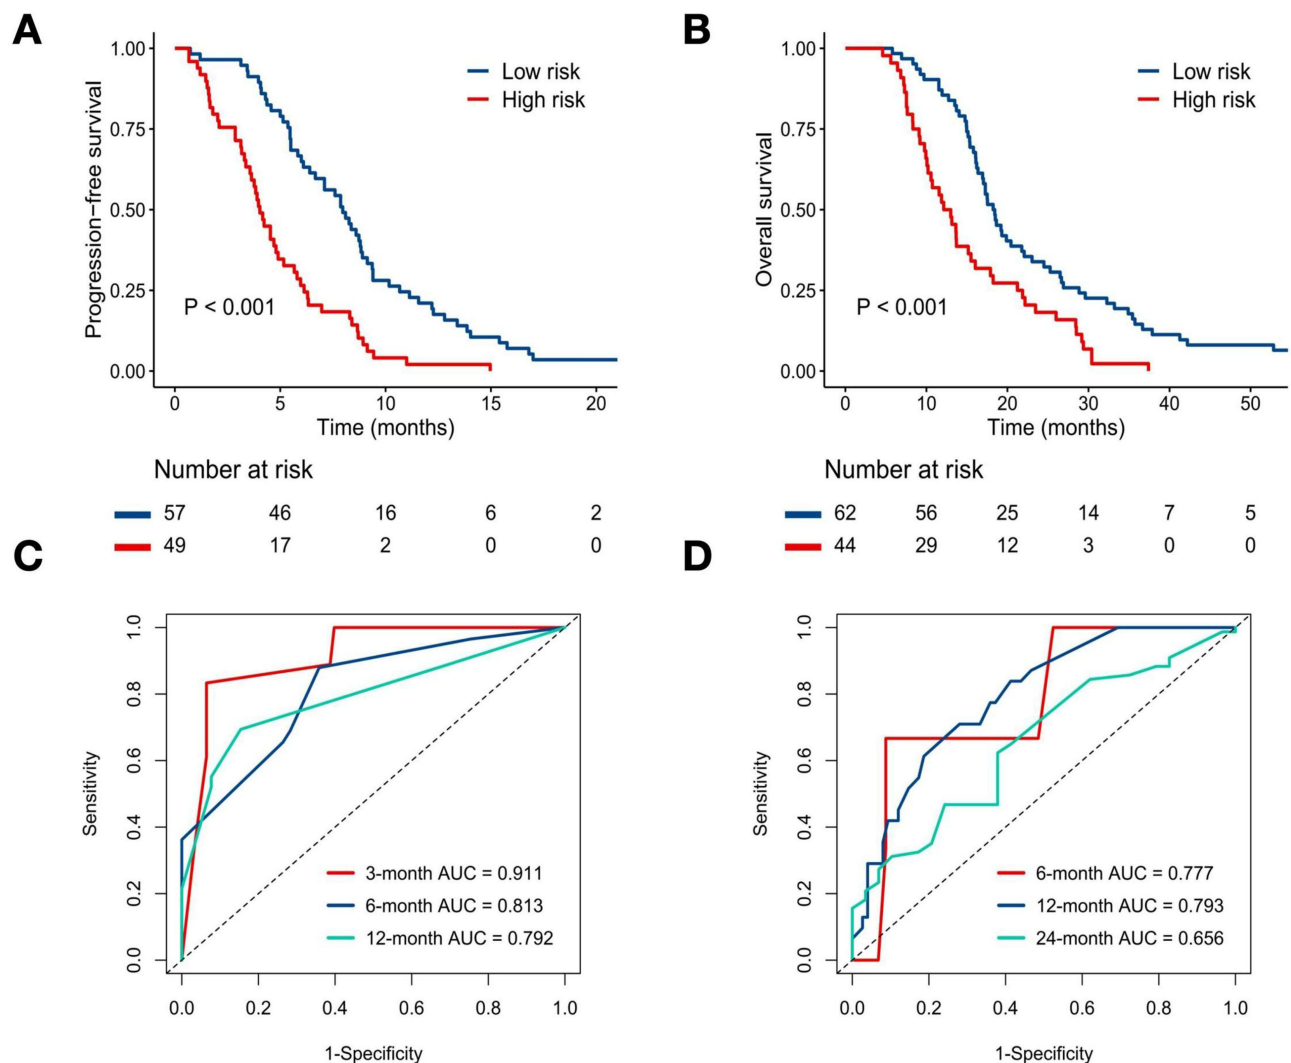 A
1.00
0.75
0.50
0.25
0.00
Progression-free survival
Low risk
High risk
P < 0.001
0 5 10 15 20
Time (months)
Number at risk
57 46 16 6 2
49 17 2 0 0
B
1.00
0.75
0.50
0.25
0.00
Overall survival
Low risk
High risk
P < 0.001
0 10 20 30 40 50
Time (months)
Number at risk
62 56 25 14 7 5
44 29 12 3 0 0
C
1.0
0.8
0.6
0.4
0.2
0.0
Sensitivity
3-month AUC = 0.911
6-month AUC = 0.813
12-month AUC = 0.792
0.0 0.2 0.4 0.6 0.8 1.0
1-Specificity
D
1.0
0.8
0.6
0.4
0.2
0.0
Sensitivity
6-month AUC = 0.777
12-month AUC = 0.793
24-month AUC = 0.656
0.0 0.2 0.4 0.6 0.8 1.0
1-Specificity